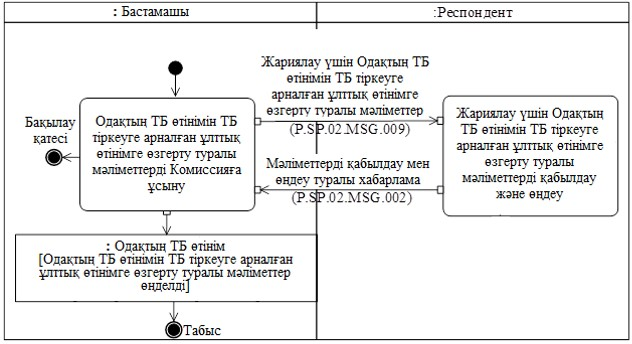 : Бастамашы
:Респондент
Жариялау үшін Одақтың ТБ
өтінімін ТБ тіркеуге
арналған ұлттық өтінімге
өзгерту туралы мәліметтер
(P.SP.02.MSG.009)
Бақылау
қатесі
Одақтың ТБ өтінімін ТБ
тіркеуге арналған ұлттық
өтінімге өзгерту туралы
мәліметтерді Комиссияға
ұсыну
Жариялау үшін Одақтың
ТБ өтінімін ТБ тіркеуге
арналған ұлттық өтінімге
өзгерту туралы
мәліметтерді қабылдау
және өңдеу
Мәліметтерді қабылдау мен
өңдеу туралы хабарлама
(P.SP.02.MSG.002)
: Одақтың ТБ өтінім
[Одақтың ТБ өтінімін ТБ тіркеуге арналған
ұлттық өтінімге өзгерту туралы мәліметтер
өңделді]
Табыс